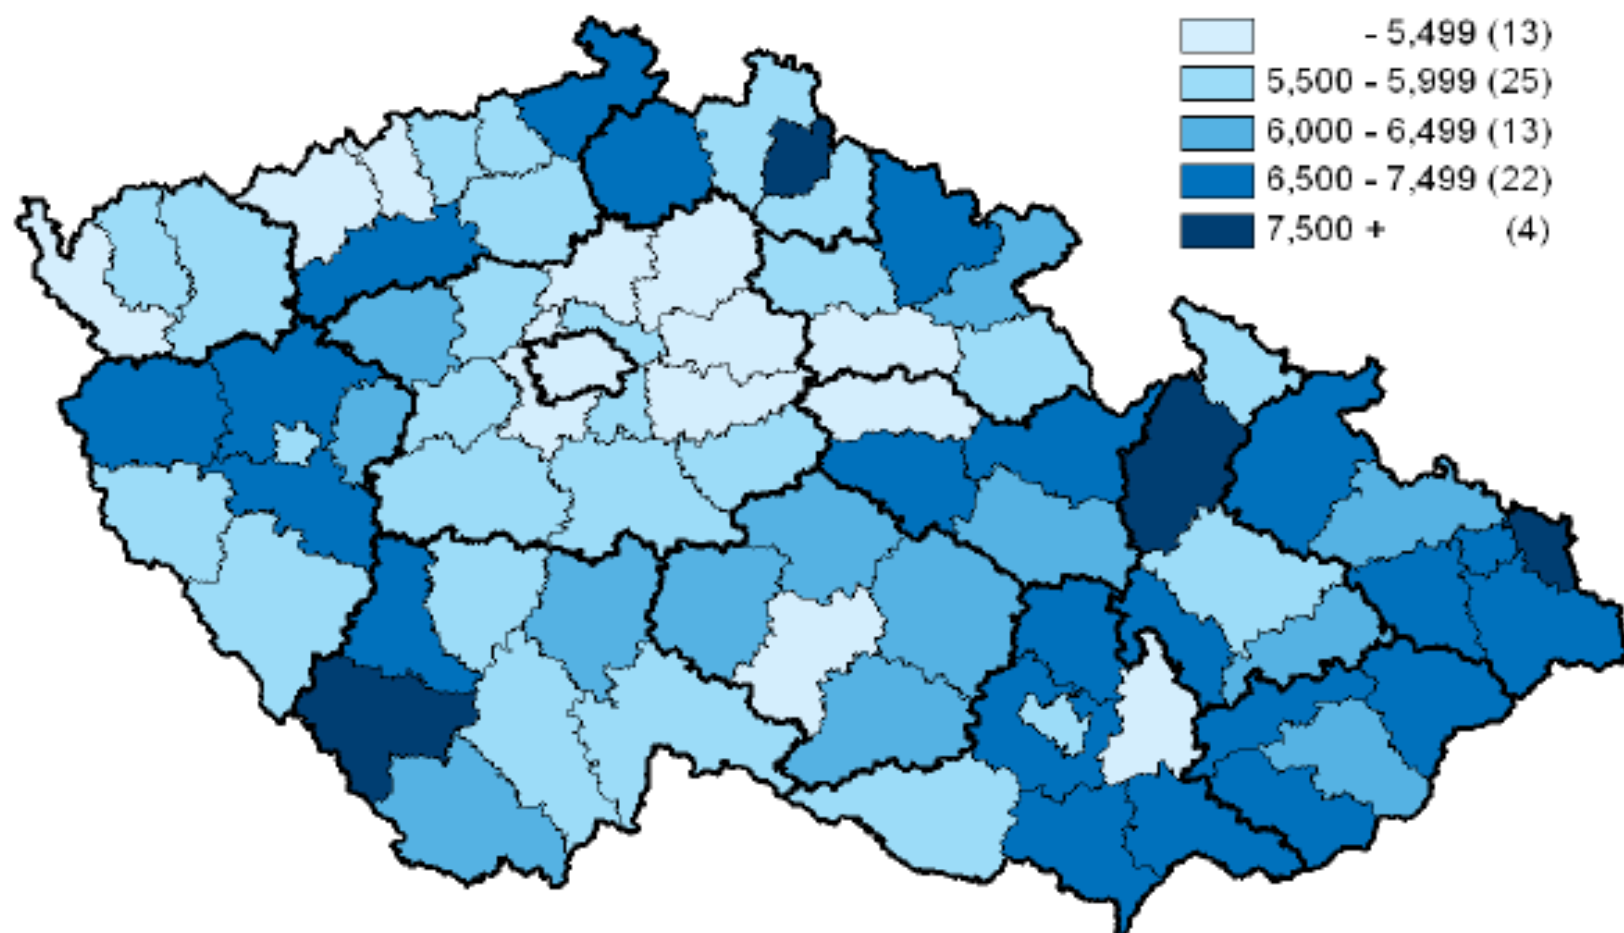 - 5,499 (13)
5,500 - 5,999 (25)
6,000 - 6,499 (13)
6,500 - 7,499 (22)
7,500 + (4)